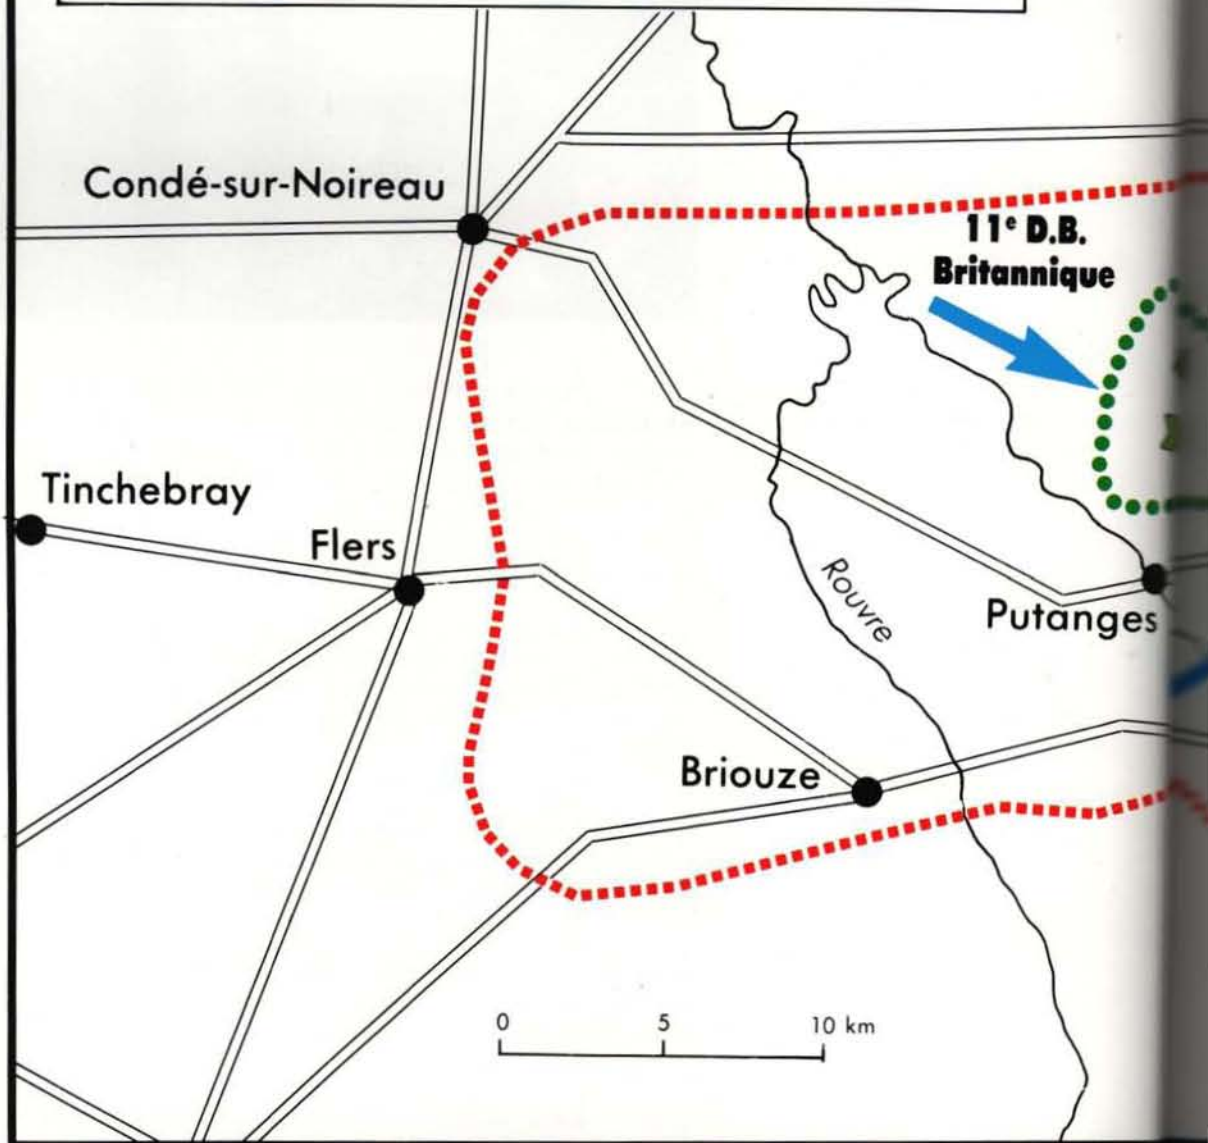 Condé-sur-Noireau
11e D.B.
Britannique
Tinchebray
Flers
Rouvre
Putanges
Briouze
0 5 10 km